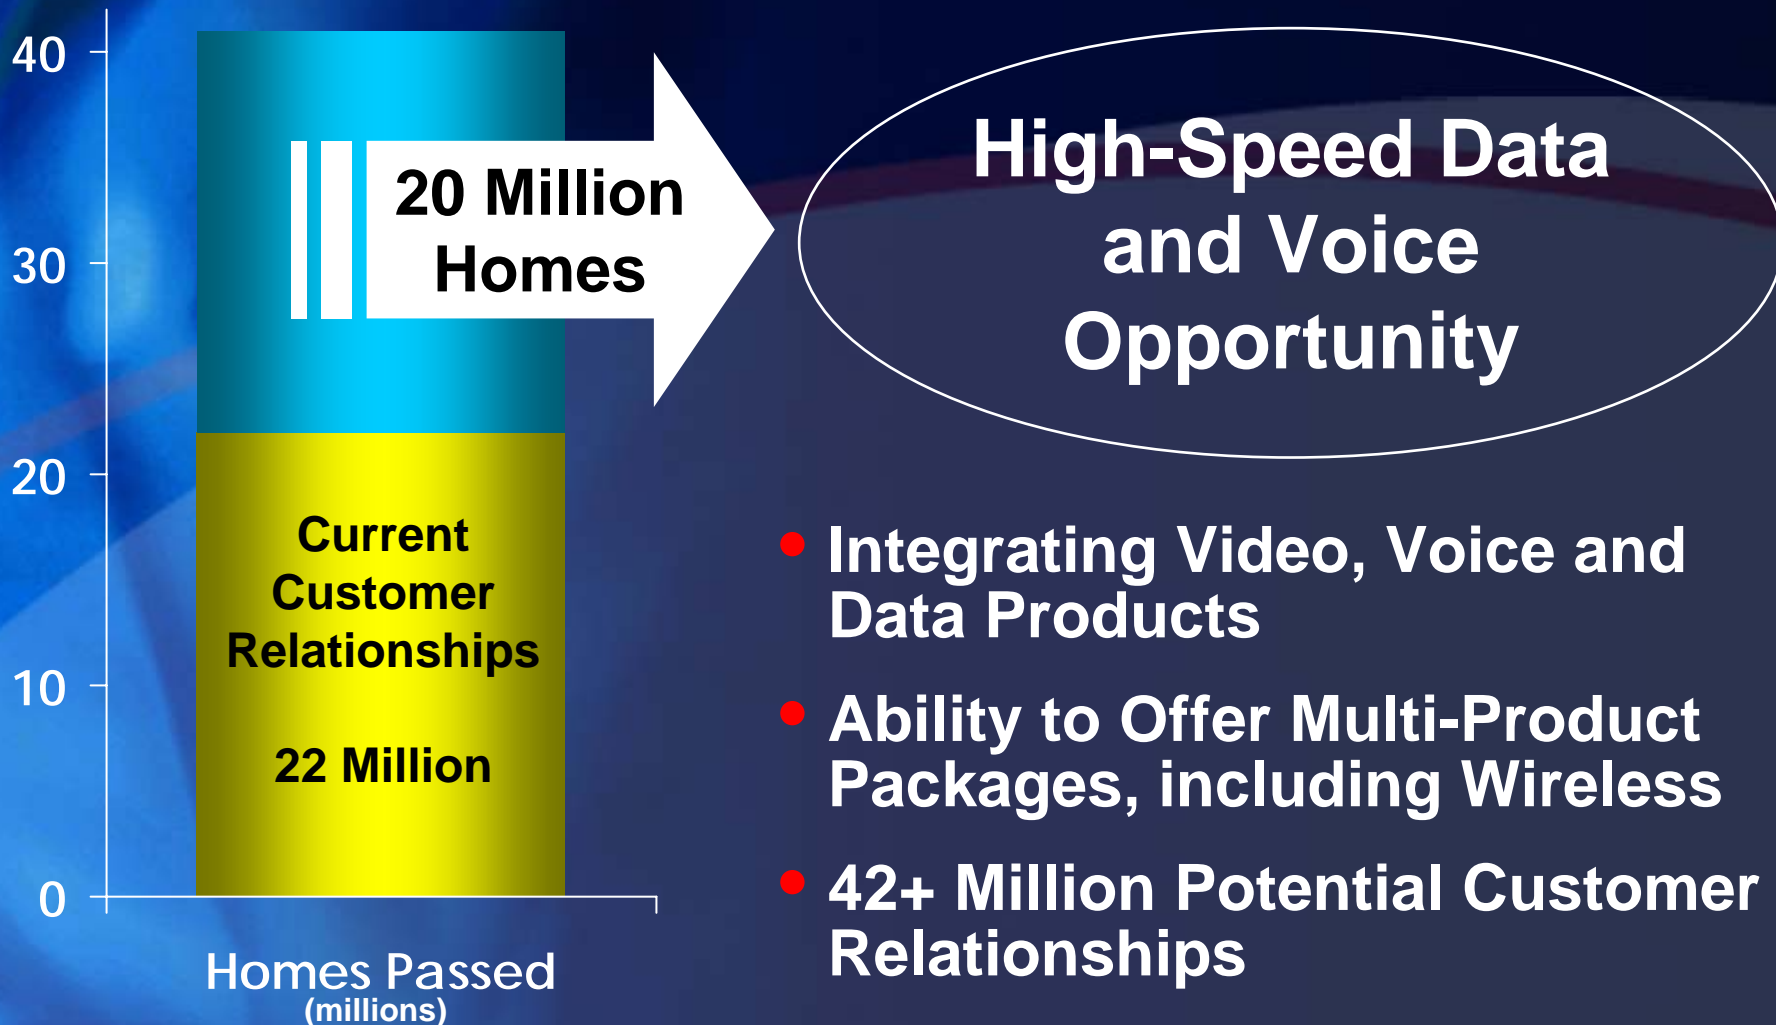 40
30
20
10
0
20 Million
Homes
Current
Customer
Relationships
22 Million
Homes Passed
(millions)
High-Speed Data
and Voice
Opportunity
• Integrating Video, Voice and
Data Products
• Ability to Offer Multi-Product
Packages, including Wireless
• 42+ Million Potential Customer
Relationships